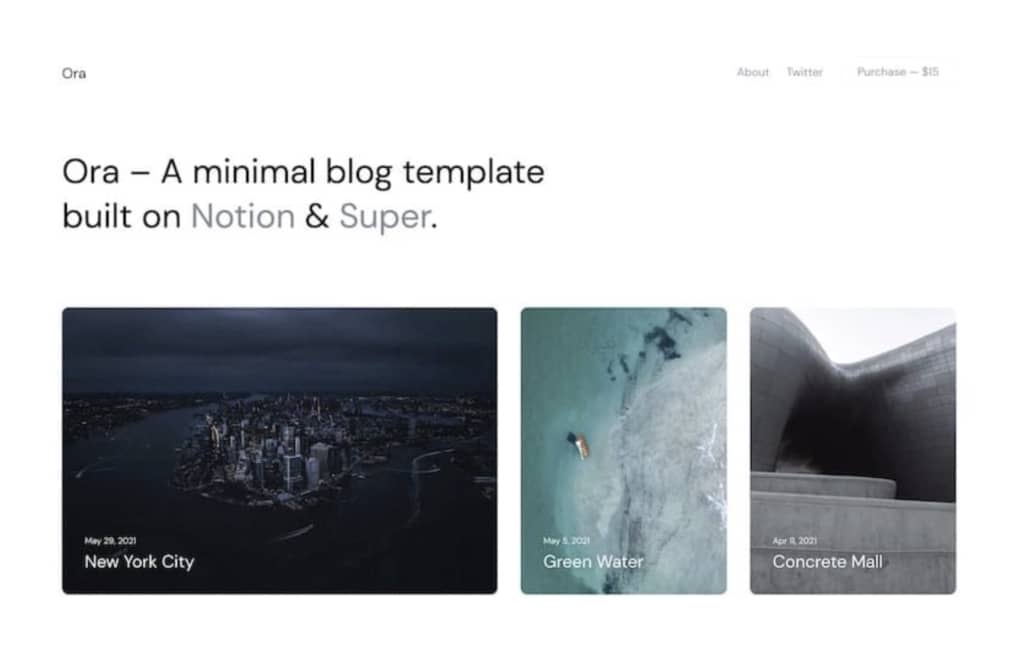 Ora
About Twitter Purchase — $15
Ora – A minimal blog template
built on Notion & Super.
May 29, 2021
New York City
May 5, 2021
Green Water
Apr 11, 2021
Concrete Mall